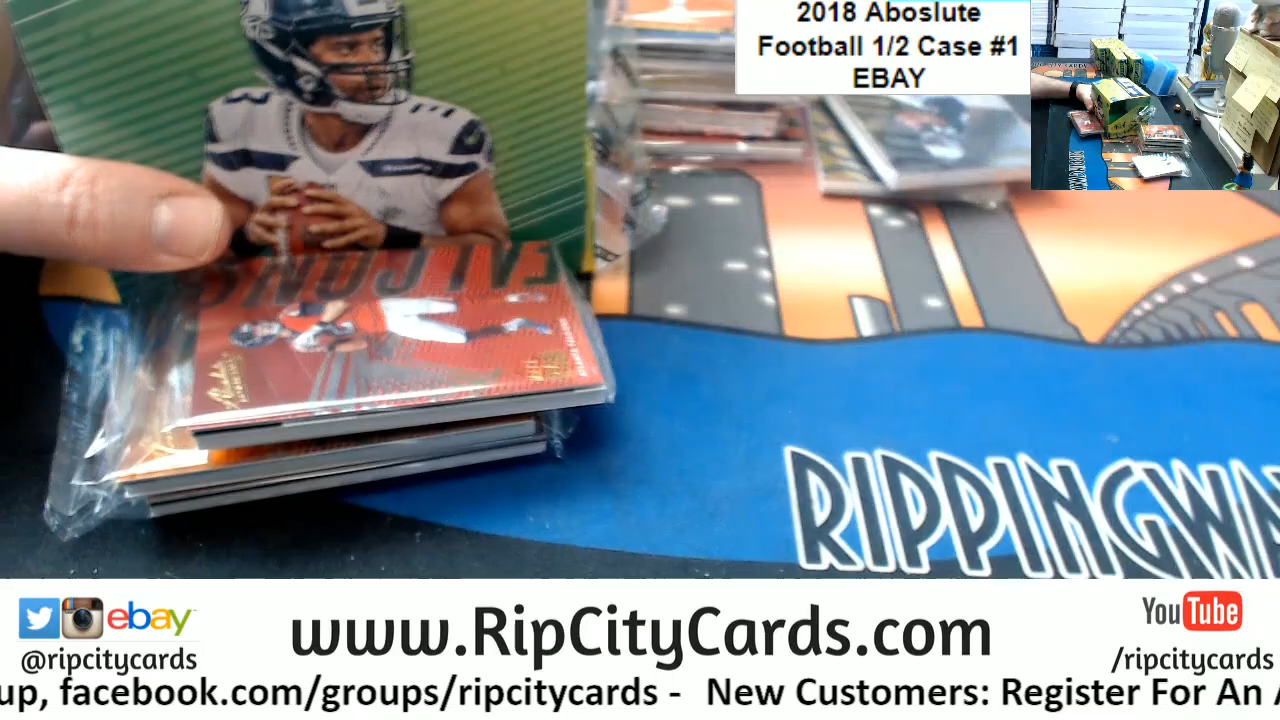 2018 Aboslute
Football 1/2 Case #1
EBAY
FALCONS
RIPPINGWA
ebay
@ripcitycards
www.RipCityCards.com
YouTube
/ripcitycards
up, facebook.com/groups/ripcitycards - New Customers: Register For An A